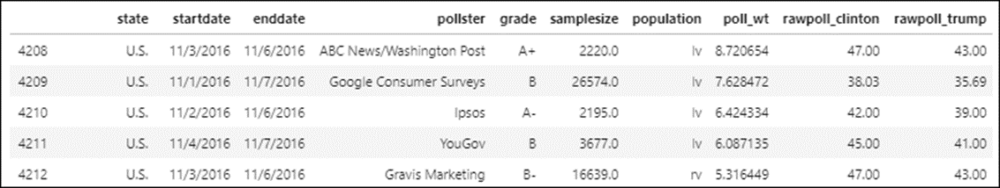 state startdate enddate pollster grade samplesize population poll_wt rawpoll_clinton rawpoll_trump
4208 U.S. 11/3/2016 11/6/2016 ABC News/Washington Post A+ 2220.0 lv 8.720654 47.00 43.00
4209 U.S. 11/1/2016 11/7/2016 Google Consumer Surveys B 26574.0 lv 7.628472 38.03 35.69
4210 U.S. 11/2/2016 11/6/2016 Ipsos A- 2195.0 lv 6.424334 42.00 39.00
4211 U.S. 11/4/2016 11/7/2016 YouGov B 3677.0 lv 6.087135 45.00 41.00
4212 U.S. 11/3/2016 11/6/2016 Gravis Marketing B- 16639.0 rv 5.316449 47.00 43.00